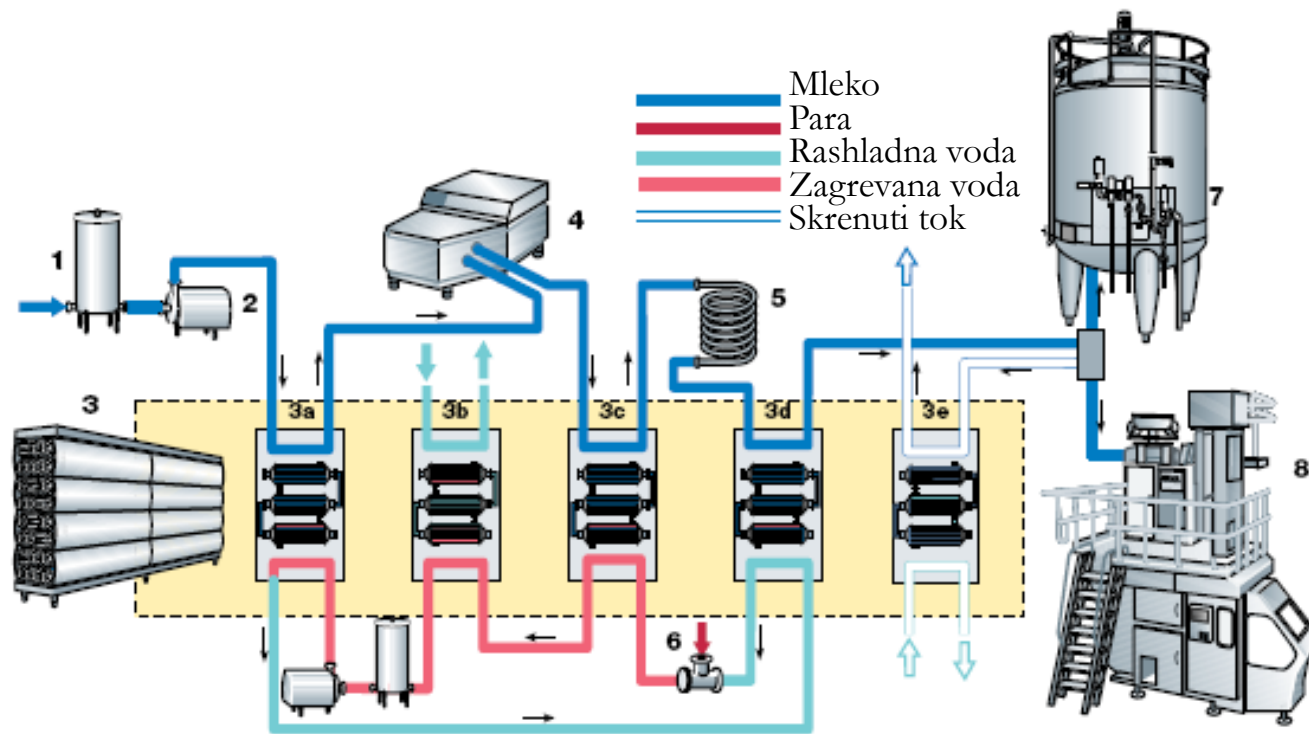 Mleko
Para
Rashladna voda
Zagrevana voda
Skrenuti tok
1
2
3
4
5
7
3a
3b
3c
3d
3e
6
8